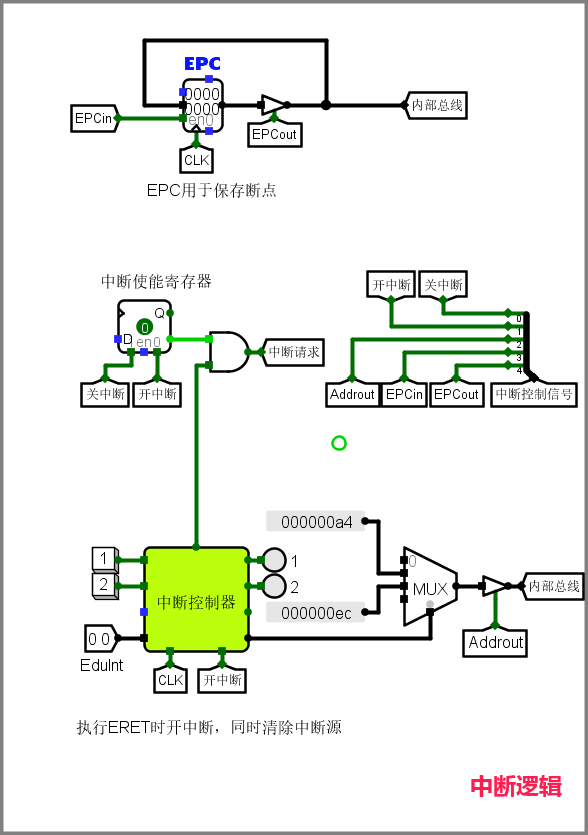 EPC
0000
0000
en0
EPCin
CLK
EPCout
内部总线
EPC用于保存断点
中断使能寄存器
Q
0
D
1en0
关中断
开中断
中断请求
开中断
关中断
0
1
2
3
4
Addrout
EPCin
EPCout
中断控制信号
000000a4
1
2
中断控制器
1
2
0
MUX
000000ec
0 0
EduInt
CLK
开中断
内部总线
Addrout
执行ERET时开中断，同时清除中断源
中断逻辑